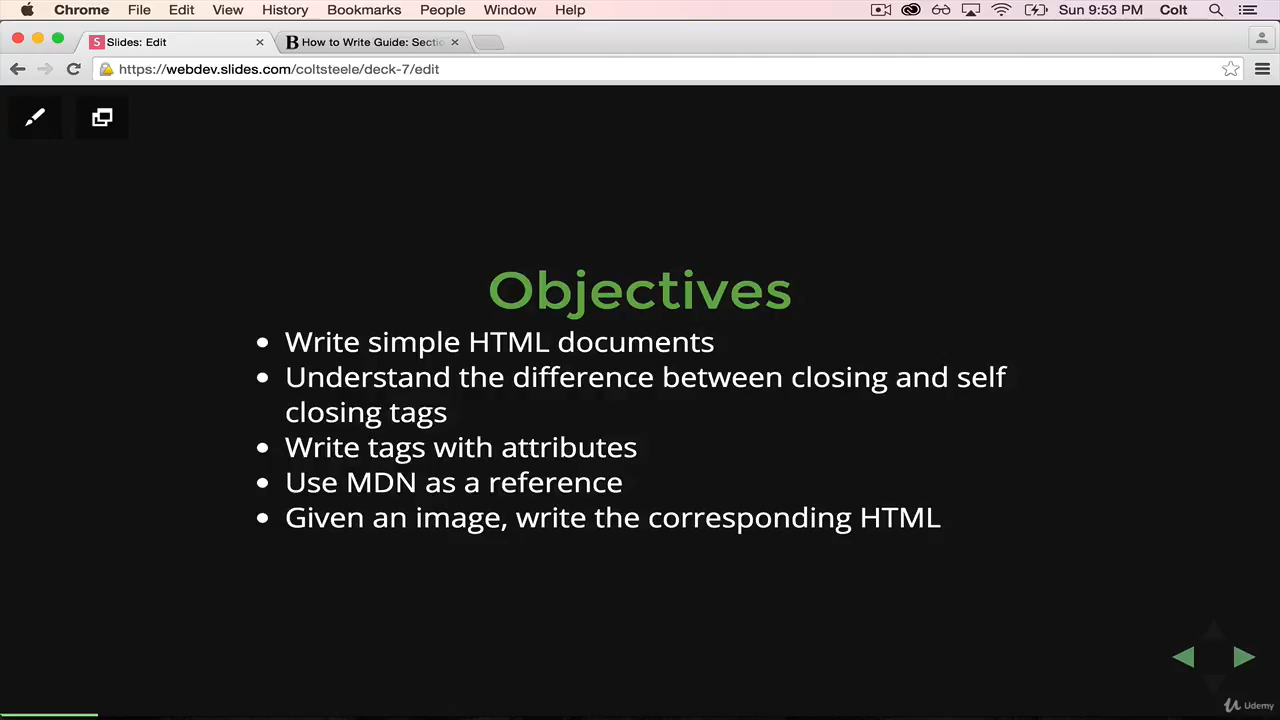 Chrome File Edit View History Bookmarks People Window Help Sun 9:53 PM Colt
Slides: Edit
B How to Write Guide: Sectio
https://webdev.slides.com/coltsteele/deck-7/edit
Objectives
• Write simple HTML documents
• Understand the difference between closing and self
closing tags
• Write tags with attributes
• Use MDN as a reference
• Given an image, write the corresponding HTML
Udemy